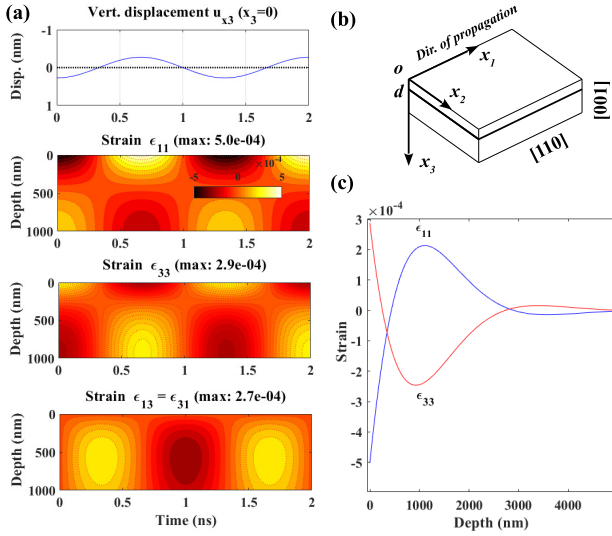 (a)
Vert. displacement u_x3 (x_3=0)
Disp. (nm)
-1
0
1
0 0.5 1 1.5 2
Strain ϵ_11 (max: 5.0e-04)
Depth (nm)
0
500
1000
×10^-4
-5 0 5
0 0.5 1 1.5 2
Strain ϵ_33 (max: 2.9e-04)
Depth (nm)
0
500
1000
0 0.5 1 1.5 2
Strain ϵ_13 = ϵ_31 (max: 2.7e-04)
Depth (nm)
0
500
1000
0 0.5 1 1.5 2
Time (ns)
(b)
Dir. of propagation
x_1
o
d
x_2
x_3
[110]
[100]
(c)
×10^-4
3
2
1
0
-1
-2
-3
-4
-5
Strain
ϵ_11
ϵ_33
0 1000 2000 3000 4000
Depth (nm)